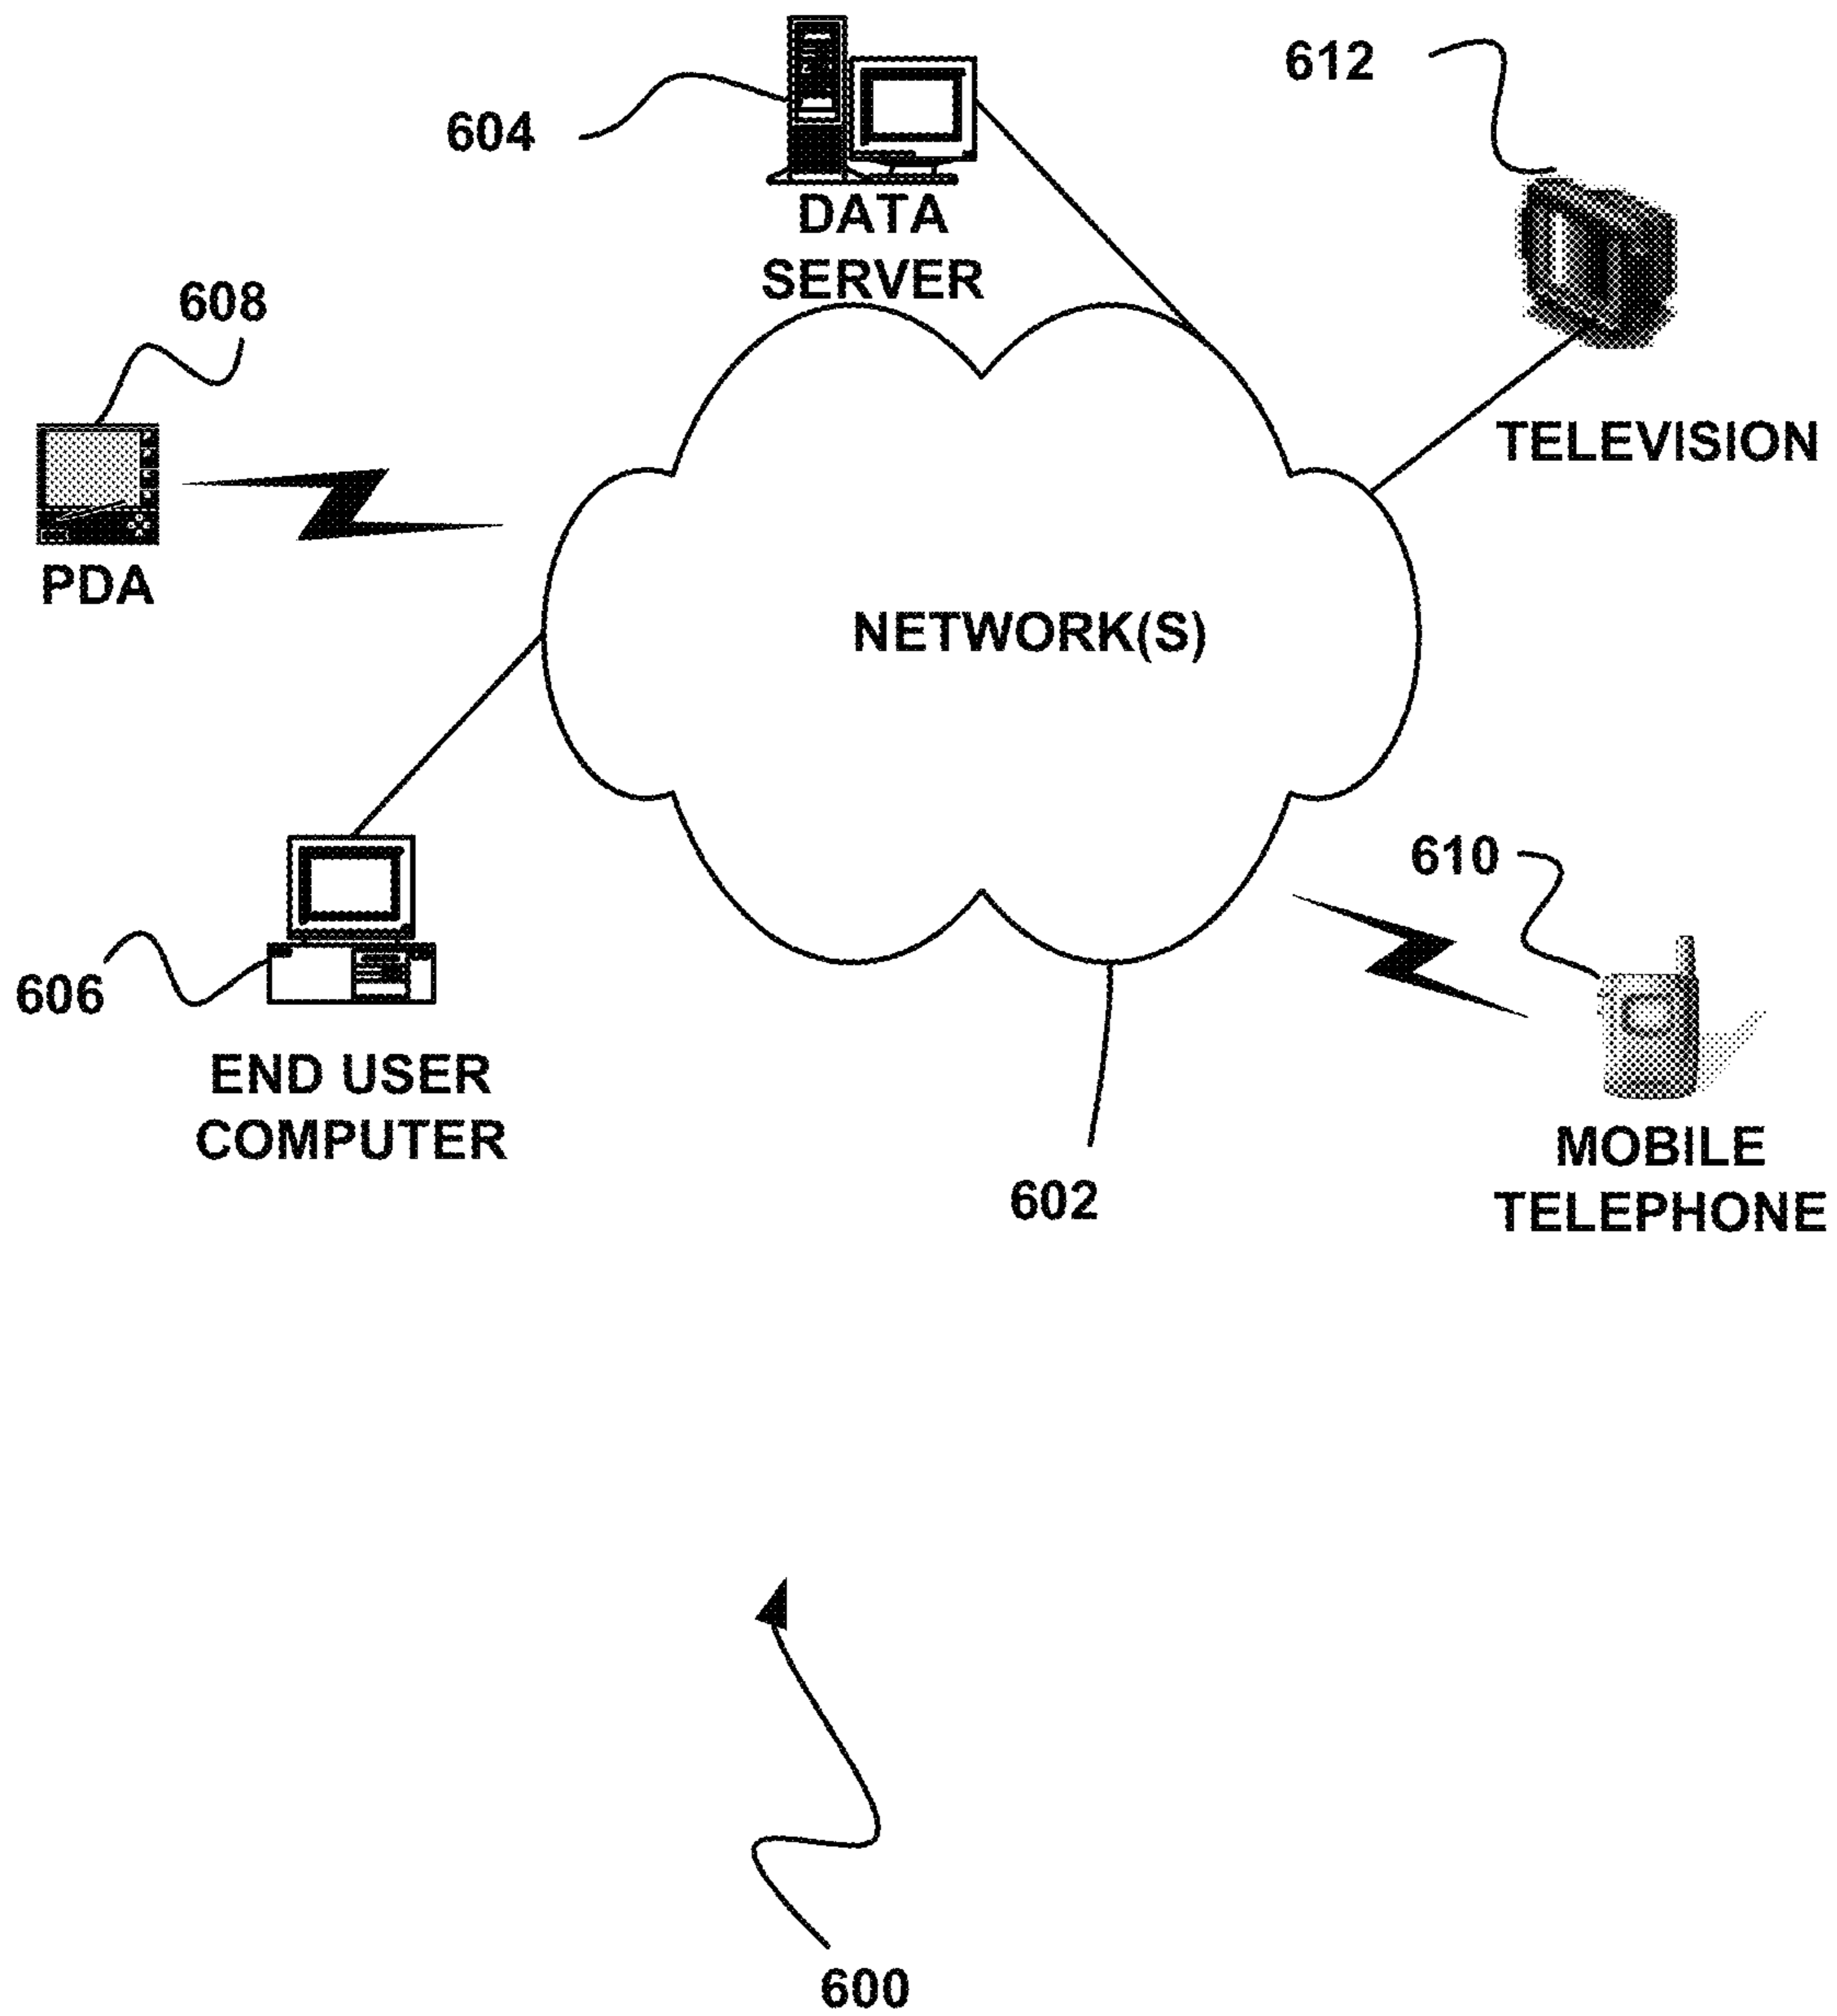 612
604
DATA
SERVER
608
TELEVISION
PDA
NETWORK(S)
610
606
END USER
COMPUTER
MOBILE
TELEPHONE
602
600